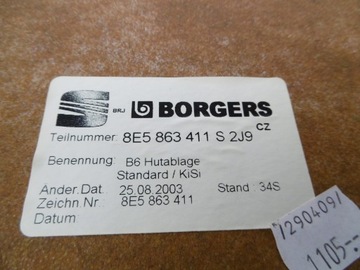 BRJ BORGERS
CZ
Teilnummer: 8E5 863 411 S 2J9
Benennung: B6 Hutablage
Standard / KiSi
Änder.Dat. 25.08.2003 Stand : 34S
Zeichn.Nr. 8E5 863 411
Datum:
12904091
1105-:-